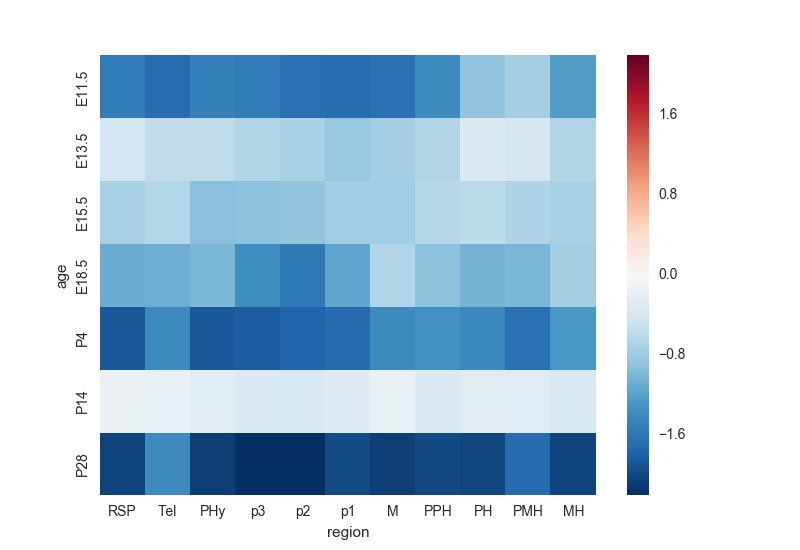 age
E11.5
E13.5
E15.5
E18.5
P4
P14
P28
RSP Tel PHy p3 p2 p1 M PPH PH PMH MH
region
1.6
0.8
0.0
−0.8
−1.6